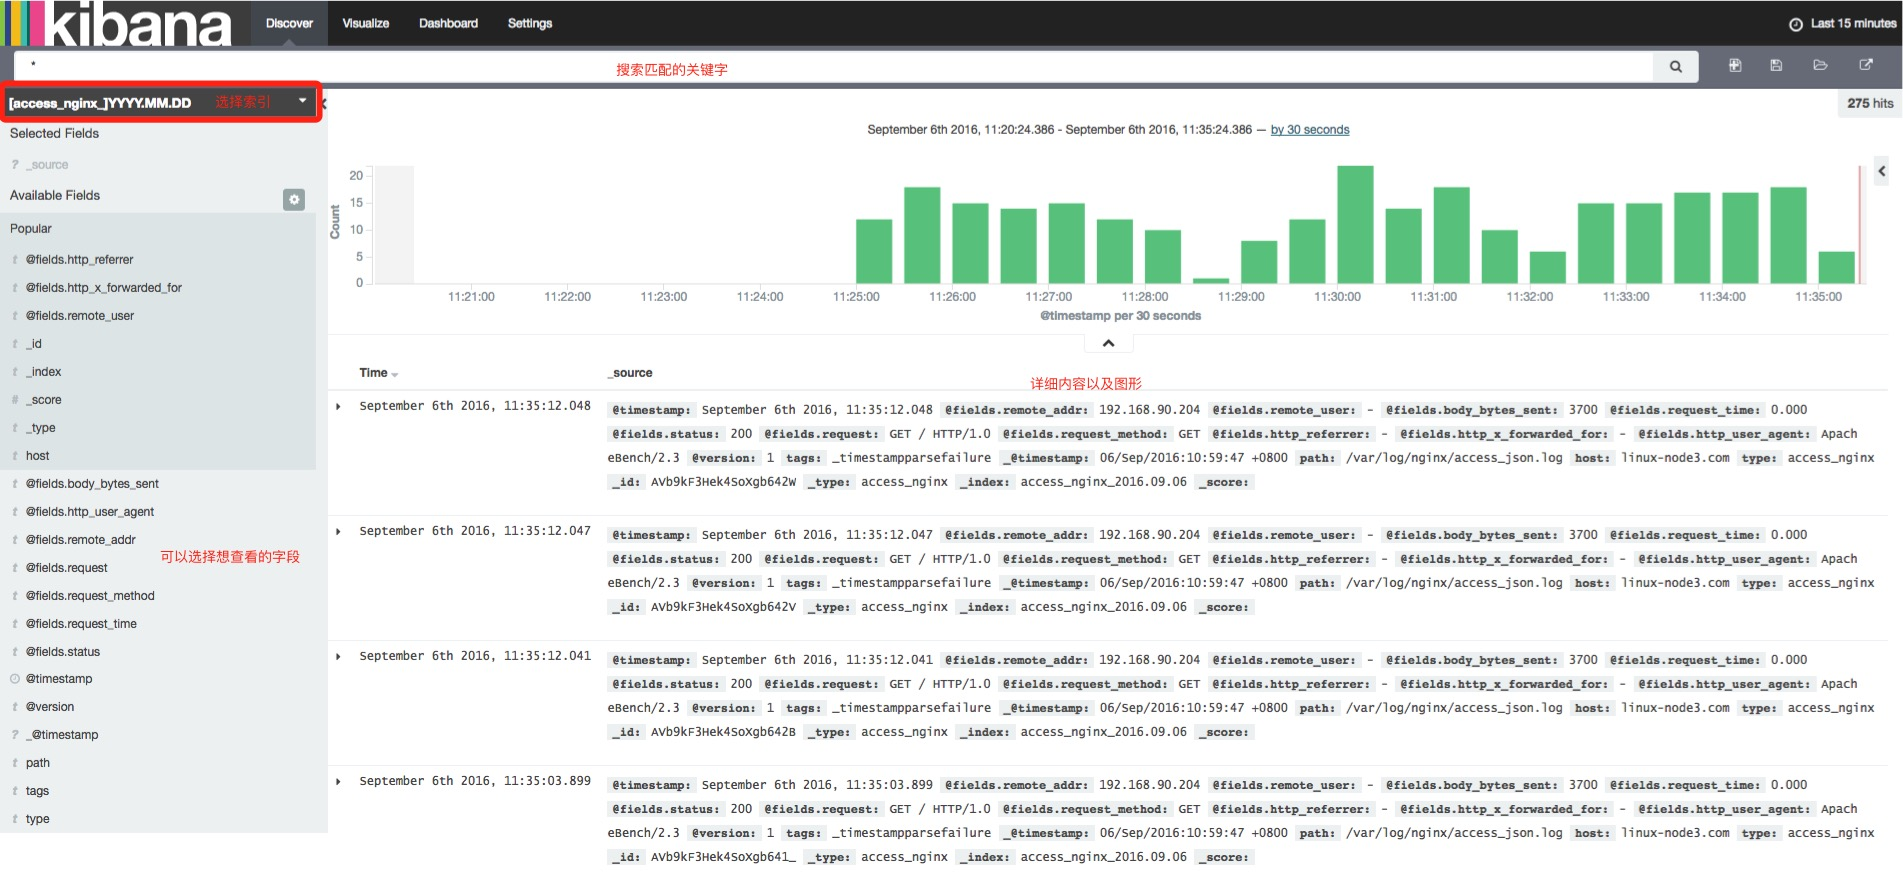 kibana Discover Visualize Dashboard Settings Last 15 minutes
* 搜索匹配的关键字
[access_nginx_]YYYY.MM.DD 选择索引
275 hits
Selected Fields
? _source
Available Fields
Popular
t @fields.http_referrer
t @fields.http_x_forwarded_for
t @fields.remote_user
t _id
t _index
# _score
t _type
t host
t @fields.body_bytes_sent
t @fields.http_user_agent
t @fields.remote_addr
可以选择想查看的字段
t @fields.request
t @fields.request_method
t @fields.request_time
t @fields.status
@timestamp
t @version
? _@timestamp
t path
t tags
t type
September 6th 2016, 11:20:24.386 - September 6th 2016, 11:35:24.386 — by 30 seconds
Count
20
15
10
5
0
11:21:00 11:22:00 11:23:00 11:24:00 11:25:00 11:26:00 11:27:00 11:28:00 11:29:00 11:30:00 11:31:00 11:32:00 11:33:00 11:34:00 11:35:00
@timestamp per 30 seconds
Time _source
详细内容以及图形
September 6th 2016, 11:35:12.048 @timestamp: September 6th 2016, 11:35:12.048 @fields.remote_addr: 192.168.90.204 @fields.remote_user: - @fields.body_bytes_sent: 3700 @fields.request_time: 0.000
@fields.status: 200 @fields.request: GET / HTTP/1.0 @fields.request_method: GET @fields.http_referrer: - @fields.http_x_forwarded_for: - @fields.http_user_agent: Apach
eBench/2.3 @version: 1 tags: _timestampparsefailure _@timestamp: 06/Sep/2016:10:59:47 +0800 path: /var/log/nginx/access_json.log host: linux-node3.com type: access_nginx
_id: AVb9kF3Hek4SoXgb642W _type: access_nginx _index: access_nginx_2016.09.06 _score:
September 6th 2016, 11:35:12.047 @timestamp: September 6th 2016, 11:35:12.047 @fields.remote_addr: 192.168.90.204 @fields.remote_user: - @fields.body_bytes_sent: 3700 @fields.request_time: 0.000
@fields.status: 200 @fields.request: GET / HTTP/1.0 @fields.request_method: GET @fields.http_referrer: - @fields.http_x_forwarded_for: - @fields.http_user_agent: Apach
eBench/2.3 @version: 1 tags: _timestampparsefailure _@timestamp: 06/Sep/2016:10:59:47 +0800 path: /var/log/nginx/access_json.log host: linux-node3.com type: access_nginx
_id: AVb9kF3Hek4SoXgb642V _type: access_nginx _index: access_nginx_2016.09.06 _score:
September 6th 2016, 11:35:12.041 @timestamp: September 6th 2016, 11:35:12.041 @fields.remote_addr: 192.168.90.204 @fields.remote_user: - @fields.body_bytes_sent: 3700 @fields.request_time: 0.000
@fields.status: 200 @fields.request: GET / HTTP/1.0 @fields.request_method: GET @fields.http_referrer: - @fields.http_x_forwarded_for: - @fields.http_user_agent: Apach
eBench/2.3 @version: 1 tags: _timestampparsefailure _@timestamp: 06/Sep/2016:10:59:47 +0800 path: /var/log/nginx/access_json.log host: linux-node3.com type: access_nginx
_id: AVb9kF3Hek4SoXgb642B _type: access_nginx _index: access_nginx_2016.09.06 _score:
September 6th 2016, 11:35:03.899 @timestamp: September 6th 2016, 11:35:03.899 @fields.remote_addr: 192.168.90.204 @fields.remote_user: - @fields.body_bytes_sent: 3700 @fields.request_time: 0.000
@fields.status: 200 @fields.request: GET / HTTP/1.0 @fields.request_method: GET @fields.http_referrer: - @fields.http_x_forwarded_for: - @fields.http_user_agent: Apach
eBench/2.3 @version: 1 tags: _timestampparsefailure _@timestamp: 06/Sep/2016:10:59:47 +0800 path: /var/log/nginx/access_json.log host: linux-node3.com type: access_nginx
_id: AVb9kF3Hek4SoXgb641_ _type: access_nginx _index: access_nginx_2016.09.06 _score: